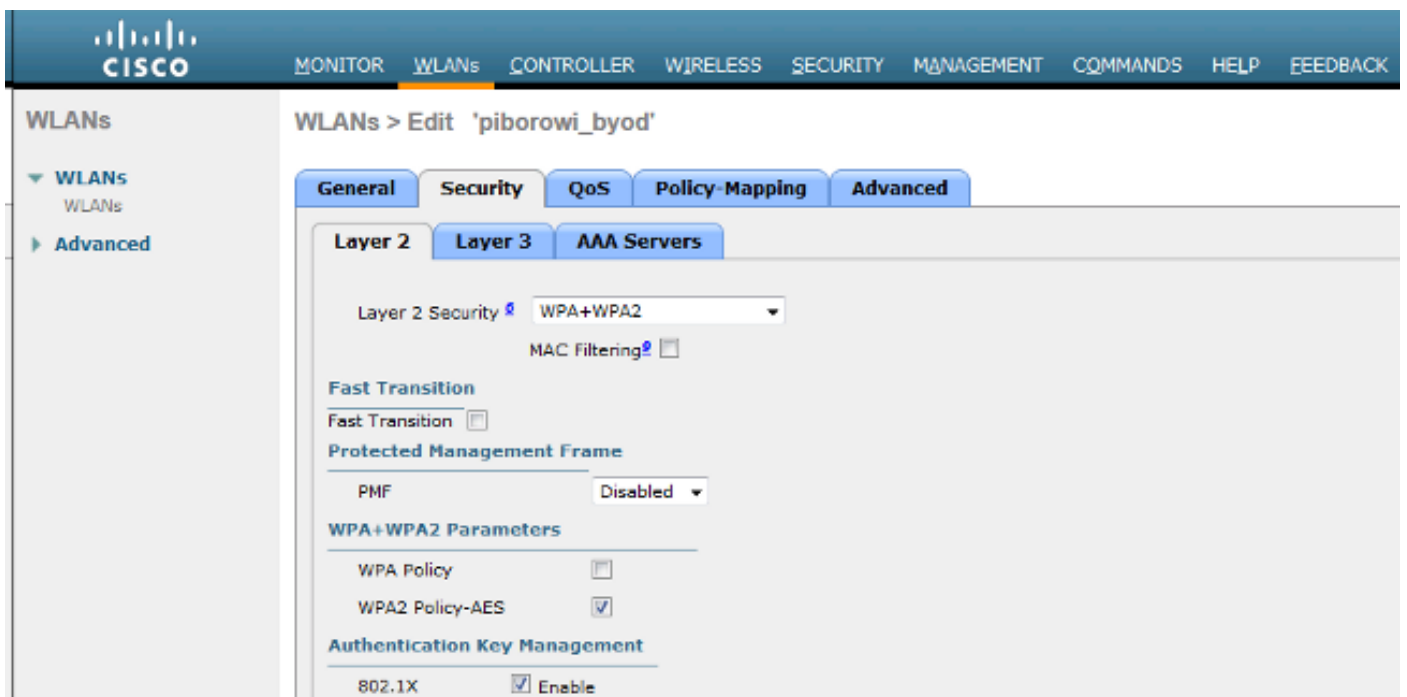 CISCO
MONITOR WLANs CONTROLLER WIRELESS SECURITY MANAGEMENT COMMANDS HELP FEEDBACK
WLANs
WLANs > Edit 'piborowi_byod'
WLANs
WLANs
Advanced
General Security QoS Policy-Mapping Advanced
Layer 2 Layer 3 AAA Servers
Layer 2 Security 6 WPA+WPA2
MAC Filtering9
Fast Transition
Fast Transition
Protected Management Frame
PMF Disabled
WPA+WPA2 Parameters
WPA Policy
WPA2 Policy-AES
Authentication Key Management
802.1X Enable